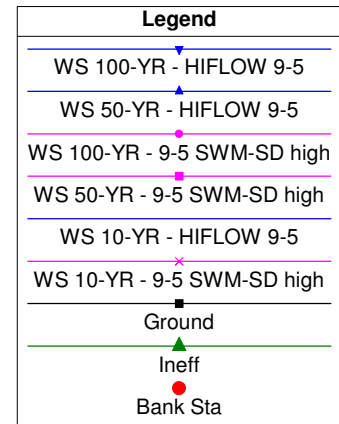 Legend
WS 100-YR - HIFLOW 9-5
WS 50-YR - HIFLOW 9-5
WS 100-YR - 9-5 SWM-SD high
WS 50-YR - 9-5 SWM-SD high
WS 10-YR - HIFLOW 9-5
WS 10-YR - 9-5 SWM-SD high
Ground
Ineff
Bank Sta